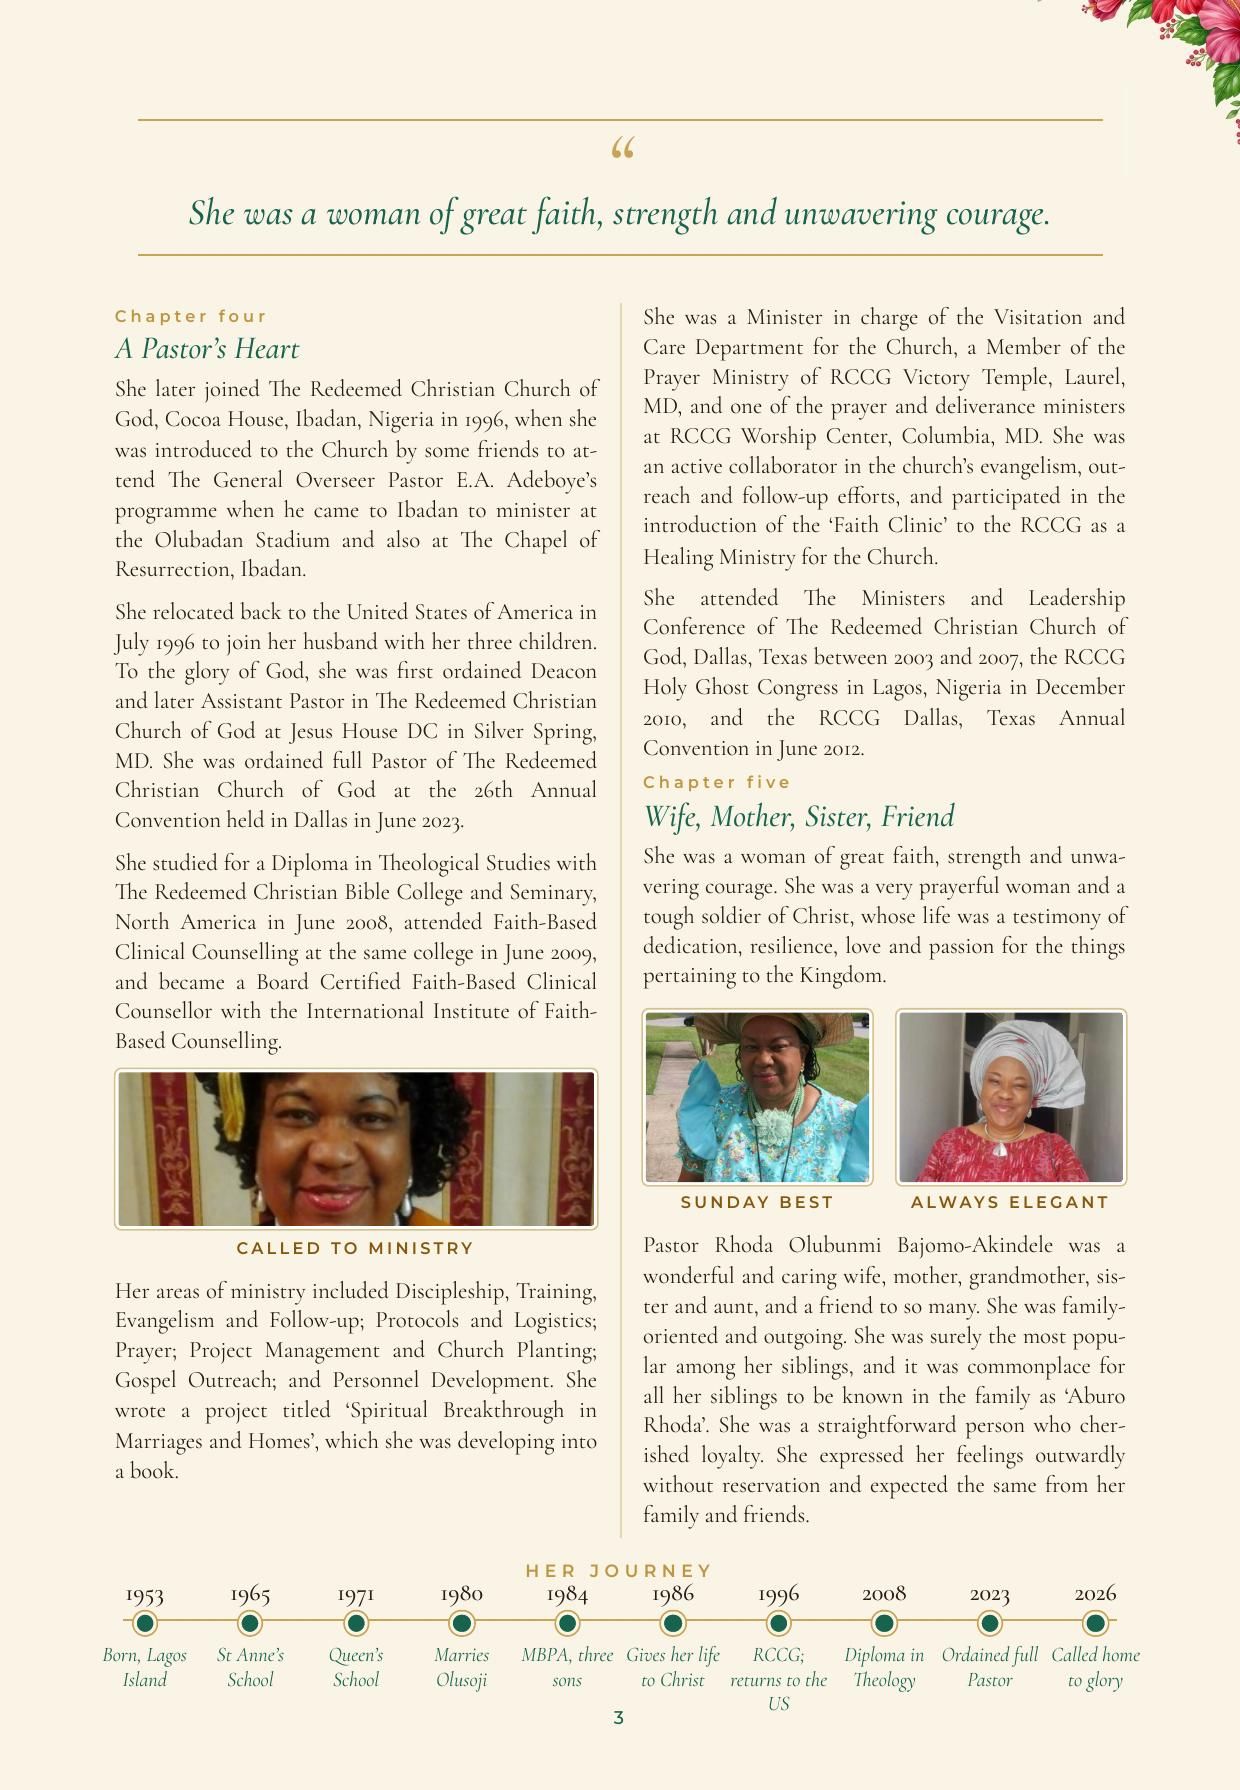 “
She was a woman of great faith, strength and unwavering courage.
Chapter four
A Pastor’s Heart
She later joined The Redeemed Christian Church of
God, Cocoa House, Ibadan, Nigeria in 1996, when she
was introduced to the Church by some friends to at-
tend The General Overseer Pastor E.A. Adeboye’s
programme when he came to Ibadan to minister at
the Olubadan Stadium and also at The Chapel of
Resurrection, Ibadan.
She relocated back to the United States of America in
July 1996 to join her husband with her three children.
To the glory of God, she was first ordained Deacon
and later Assistant Pastor in The Redeemed Christian
Church of God at Jesus House DC in Silver Spring,
MD. She was ordained full Pastor of The Redeemed
Christian Church of God at the 26th Annual
Convention held in Dallas in June 2023.
She studied for a Diploma in Theological Studies with
The Redeemed Christian Bible College and Seminary,
North America in June 2008, attended Faith-Based
Clinical Counselling at the same college in June 2009,
and became a Board Certified Faith-Based Clinical
Counsellor with the International Institute of Faith-
Based Counselling.
CALLED TO MINISTRY
Her areas of ministry included Discipleship, Training,
Evangelism and Follow-up; Protocols and Logistics;
Prayer; Project Management and Church Planting;
Gospel Outreach; and Personnel Development. She
wrote a project titled ‘Spiritual Breakthrough in
Marriages and Homes’, which she was developing into
a book.
She was a Minister in charge of the Visitation and
Care Department for the Church, a Member of the
Prayer Ministry of RCCG Victory Temple, Laurel,
MD, and one of the prayer and deliverance ministers
at RCCG Worship Center, Columbia, MD. She was
an active collaborator in the church’s evangelism, out-
reach and follow-up efforts, and participated in the
introduction of the ‘Faith Clinic’ to the RCCG as a
Healing Ministry for the Church.
She attended The Ministers and Leadership
Conference of The Redeemed Christian Church of
God, Dallas, Texas between 2003 and 2007, the RCCG
Holy Ghost Congress in Lagos, Nigeria in December
2010, and the RCCG Dallas, Texas Annual
Convention in June 2012.
Chapter five
Wife, Mother, Sister, Friend
She was a woman of great faith, strength and unwa-
vering courage. She was a very prayerful woman and a
tough soldier of Christ, whose life was a testimony of
dedication, resilience, love and passion for the things
pertaining to the Kingdom.
SUNDAY BEST
ALWAYS ELEGANT
Pastor Rhoda Olubunmi Bajomo-Akindele was a
wonderful and caring wife, mother, grandmother, sis-
ter and aunt, and a friend to so many. She was family-
oriented and outgoing. She was surely the most popu-
lar among her siblings, and it was commonplace for
all her siblings to be known in the family as ‘Aburo
Rhoda’. She was a straightforward person who cher-
ished loyalty. She expressed her feelings outwardly
without reservation and expected the same from her
family and friends.
HER JOURNEY
1953 1965 1971 1980 1984 1986 1996 2008 2023 2026
Born, Lagos St Anne’s Queen’s Marries MBPA, three Gives her life RCCG; Diploma in Ordained full Called home
Island School School Olusoji sons to Christ returns to the Theology Pastor to glory
US
3